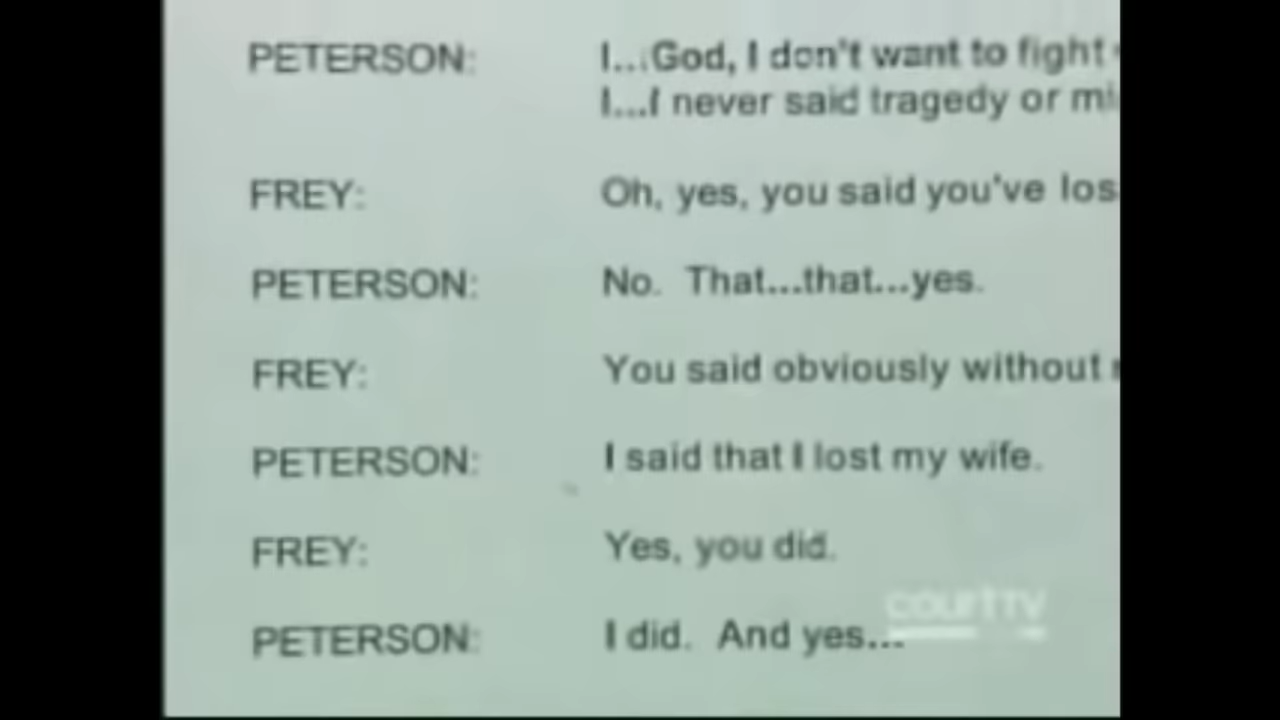 PETERSON: I...God, I don't want to fight
I...I never said tragedy or
FREY: Oh, yes, you said you've
PETERSON: No. That...that...yes.
FREY: You said obviously without
PETERSON: I said that I lost my wife.
FREY: Yes, you did.
courtTV
PETERSON: I did. And yes...